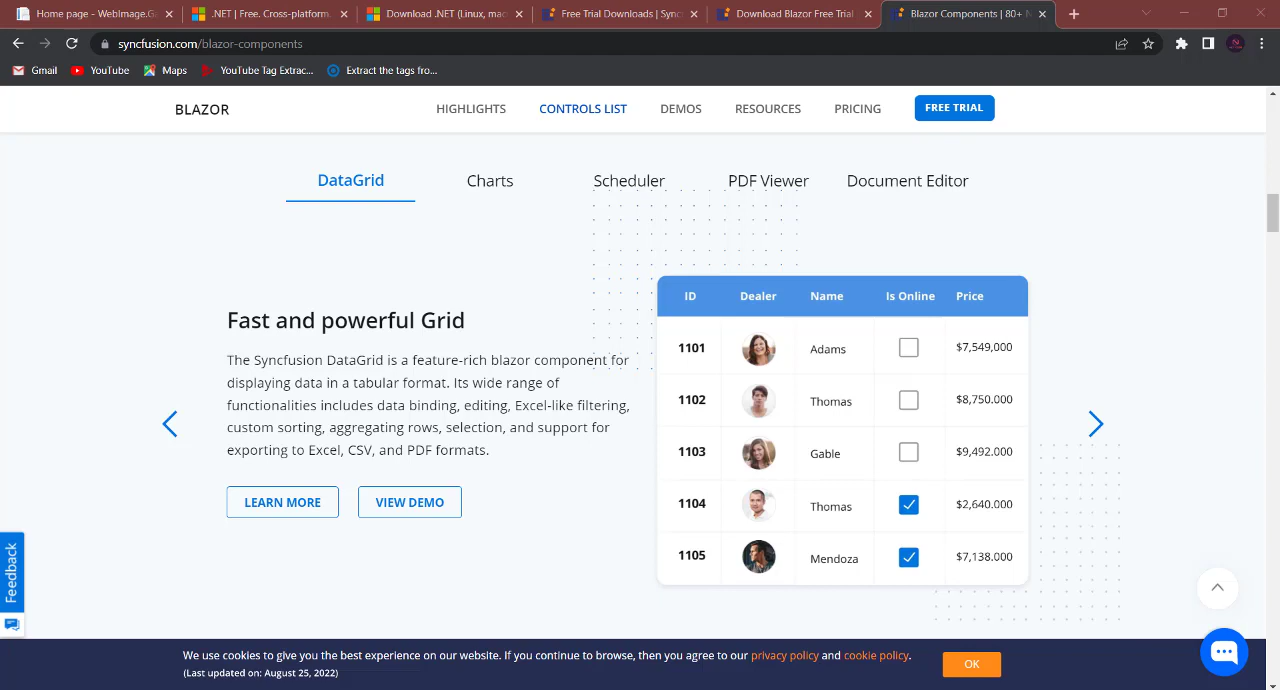 Home page - WebImage.Ga
.NET | Free. Cross-platform.
Download .NET (Linux, mac
Free Trial Downloads | Sync
Download Blazor Free Trial
Blazor Components | 80+ N
syncfusion.com/blazor-components
Gmail
YouTube
Maps
YouTube Tag Extrac...
Extract the tags fro...
BLAZOR
HIGHLIGHTS
CONTROLS LIST
DEMOS
RESOURCES
PRICING
FREE TRIAL
DataGrid
Charts
Scheduler
PDF Viewer
Document Editor
Fast and powerful Grid
The Syncfusion DataGrid is a feature-rich blazor component for
displaying data in a tabular format. Its wide range of
functionalities includes data binding, editing, Excel-like filtering,
custom sorting, aggregating rows, selection, and support for
exporting to Excel, CSV, and PDF formats.
LEARN MORE
VIEW DEMO
ID Dealer Name Is Online Price
1101 Adams $7,549,000
1102 Thomas $8,750.000
1103 Gable $9,492.000
1104 Thomas $2,640.000
1105 Mendoza $7,138.000
Feedback
We use cookies to give you the best experience on our website. If you continue to browse, then you agree to our privacy policy and cookie policy.
(Last updated on: August 25, 2022)
OK